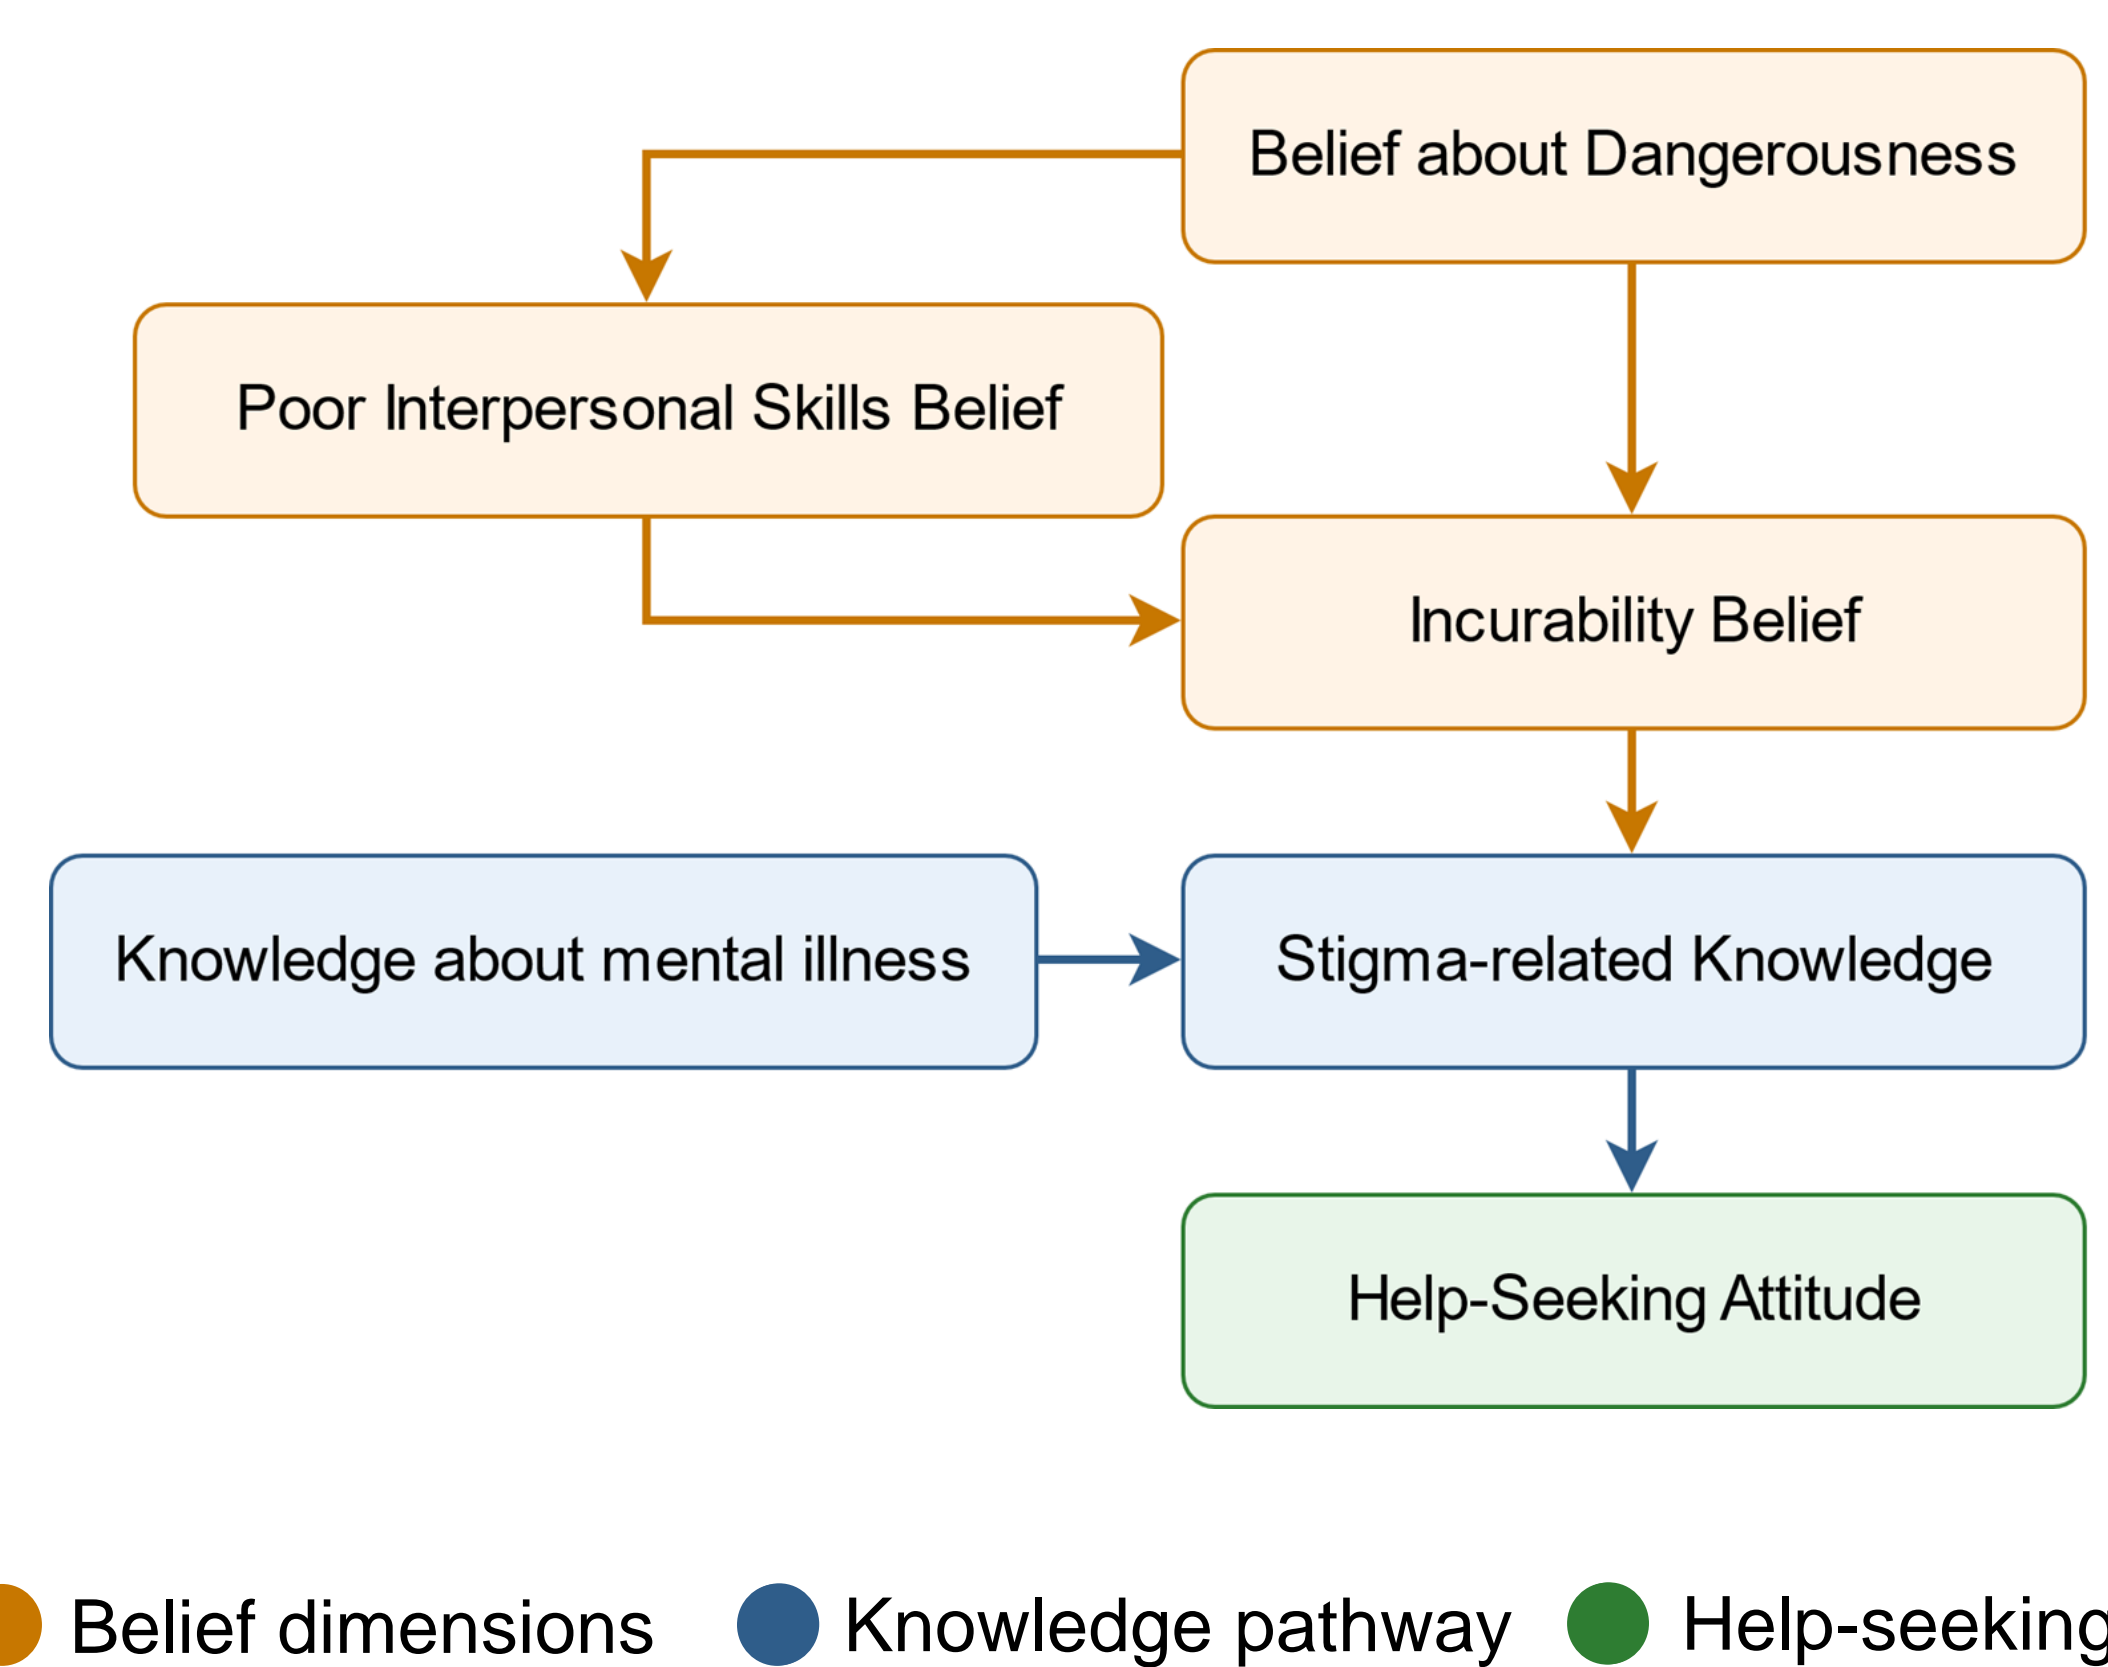 Belief about Dangerousness
Poor Interpersonal Skills Belief
Incurability Belief
Knowledge about mental illness
Stigma-related Knowledge
Help-Seeking Attitude
Belief dimensions
Knowledge pathway
Help-seeking